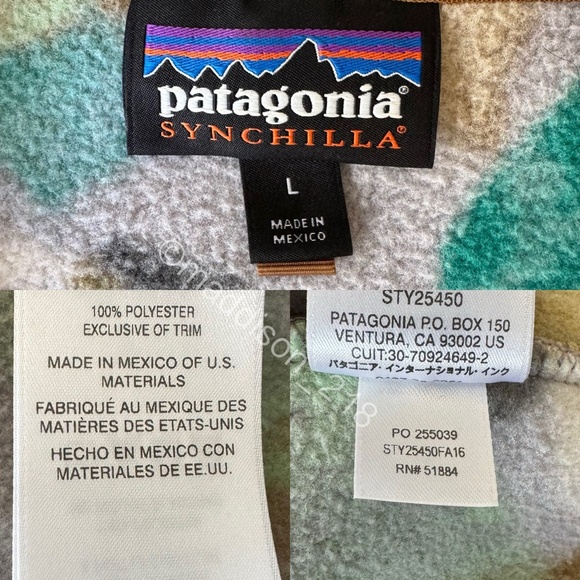 patagonia®
SYNCHILLA®
L
MADE IN
MEXICO
100% POLYESTER
EXCLUSIVE OF TRIM
MADE IN MEXICO OF U.S.
MATERIALS
FABRIQUÉ AU MEXIQUE DES
MATIÈRES DES ETATS-UNIS
HECHO EN MEXICO CON
MATERIALES DE EE.UU.
STY25450
PATAGONIA P.O. BOX 150
VENTURA, CA 93002 US
CUIT:30-70924649-2
パタゴニア・インターナショナル・インク
PO 255039
STY25450FA16
RN# 51884